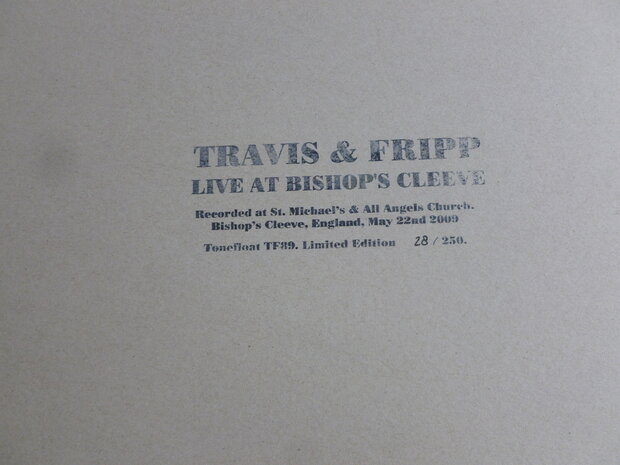 TRAVIS & FRIPP
LIVE AT BISHOP'S CLEEVE
Recorded at St. Michael's & All Angels Church.
Bishop's Cleeve, England, May 22nd 2009
Tonefloat TF89. Limited Edition 28 / 250.